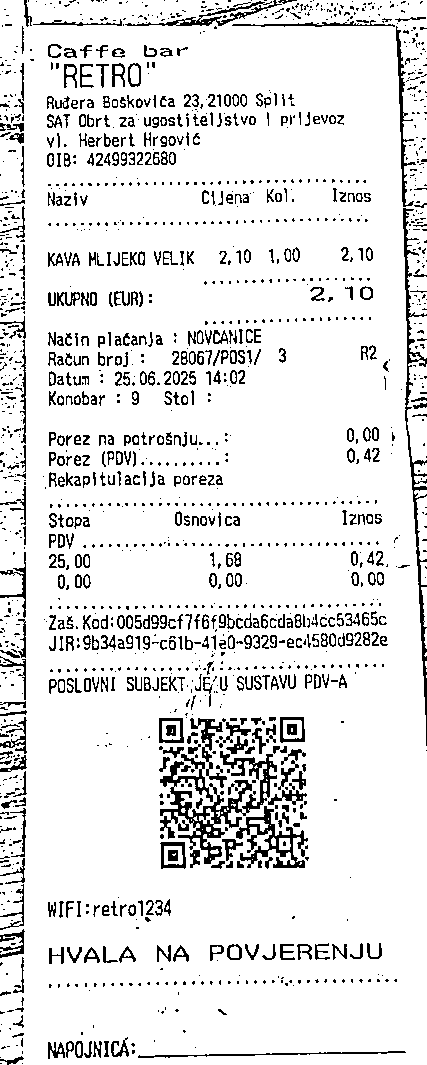 Caffe bar
"RETRO"
Ruđera Boškovića 23,21000 Split
SAT Obrt za ugostiteljstvo i prijevoz
vl. Herbert Hrgović
OIB: 42499322680
Naziv Cijena Kol. Iznos
KAVA MLIJEKO VELIK 2,10 1,00 2,10
UKUPNO (EUR): 2,10
Način plaćanja : NOVČANICE
Račun broj : 28067/POS1/ 3 R2
Datum : 25.06.2025 14:02
Konobar : 9 Stol :
Porez na potrošnju...: 0,00
Porez (PDV)..........: 0,42
Rekapitulacija poreza
Stopa Osnovica Iznos
PDV
25,00 1,68 0,42
0,00 0,00 0,00
Zaš.Kod:005d99cf7f6f9bcda6cda8b4cc53465c
JIR:9b34a919-c61b-41e0-9329-ec4580d9282e
POSLOVNI SUBJEKT JE U SUSTAVU PDV-A
WIFI:retro1234
HVALA NA POVJERENJU
NAPOJNICA: